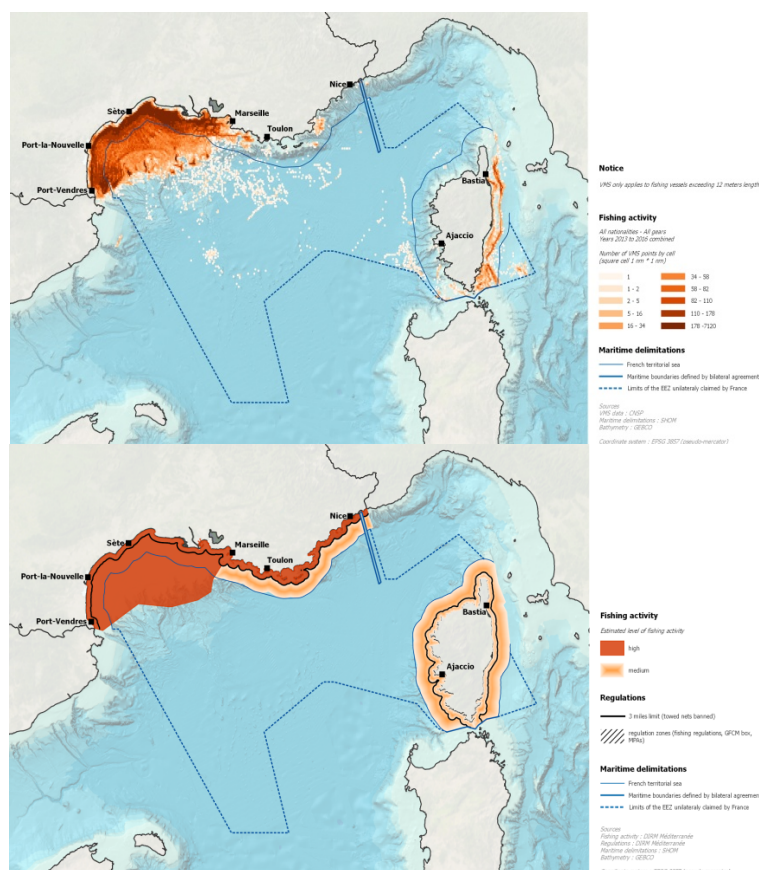 Nice
Sète
Marseille
Toulon
Port-la-Nouvelle
Port-Vendres
Bastia
Ajaccio
Notice
VMS only applies to fishing vessels exceeding 12 meters length
Fishing activity
All nationalities - All gears
Years 2013 to 2016 combined
Number of VMS points by cell
(square cell 1 nm * 1 nm)
1
34 - 58
1 - 2
58 - 82
2 - 5
82 - 110
5 - 16
110 - 178
16 - 34
178 -7120
Maritime delimitations
French territorial sea
Maritime boundaries defined by bilateral agreement
Limits of the EEZ unilateraly claimed by France
Sources
VMS data : CNSP
Maritime delimitations : SHOM
Bathymetry : GEBCO
Coordinate system : EPSG 3857 (pseudo-mercator)
Nice
Sète
Marseille
Toulon
Port-la-Nouvelle
Port-Vendres
Bastia
Ajaccio
Fishing activity
Estimated level of fishing activity
high
medium
Regulations
3 miles limit (towed nets banned)
regulation zones (fishing regulations, GFCM box,
MPAs)
Maritime delimitations
French territorial sea
Maritime boundaries defined by bilateral agreemen
Limits of the EEZ unilateraly claimed by France
Sources
Fishing activity : DIRM Méditerranée
Regulations : DIRM Méditerranée
Maritime delimitations : SHOM
Bathymetry : GEBCO